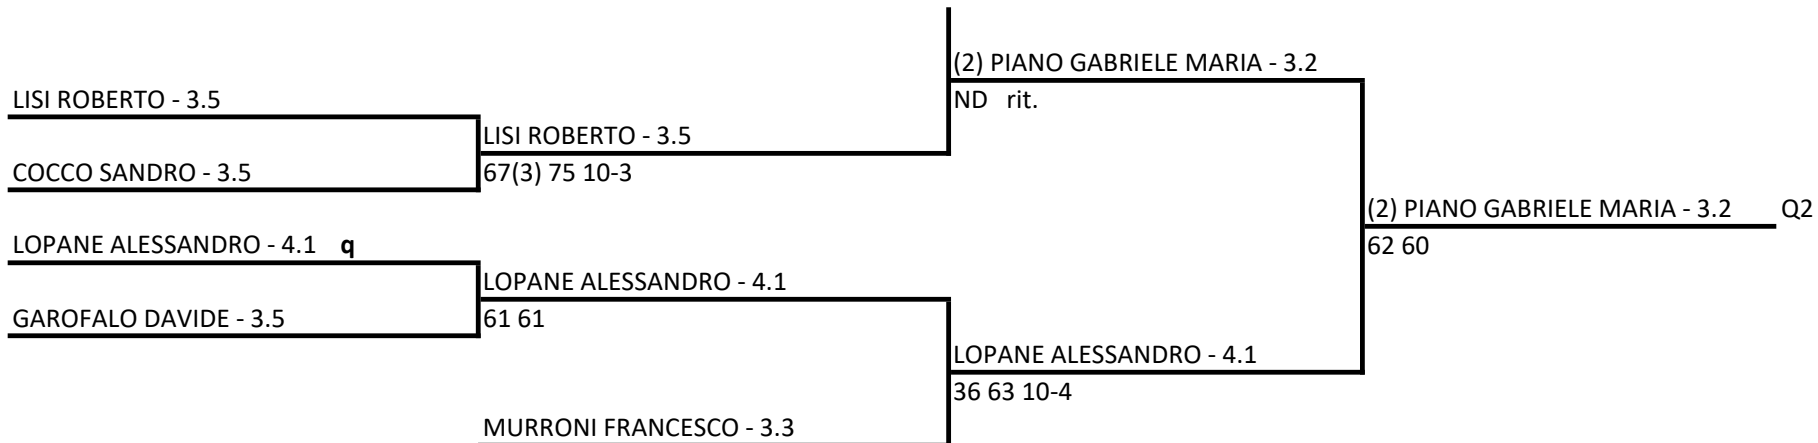 (2) PIANO GABRIELE MARIA - 3.2
LISI ROBERTO - 3.5
ND rit.
LISI ROBERTO - 3.5
COCCO SANDRO - 3.5
67(3) 75 10-3
(2) PIANO GABRIELE MARIA - 3.2 Q2
LOPANE ALESSANDRO - 4.1 q
62 60
LOPANE ALESSANDRO - 4.1
GAROFALO DAVIDE - 3.5
61 61
LOPANE ALESSANDRO - 4.1
36 63 10-4
MURRONI FRANCESCO - 3.3